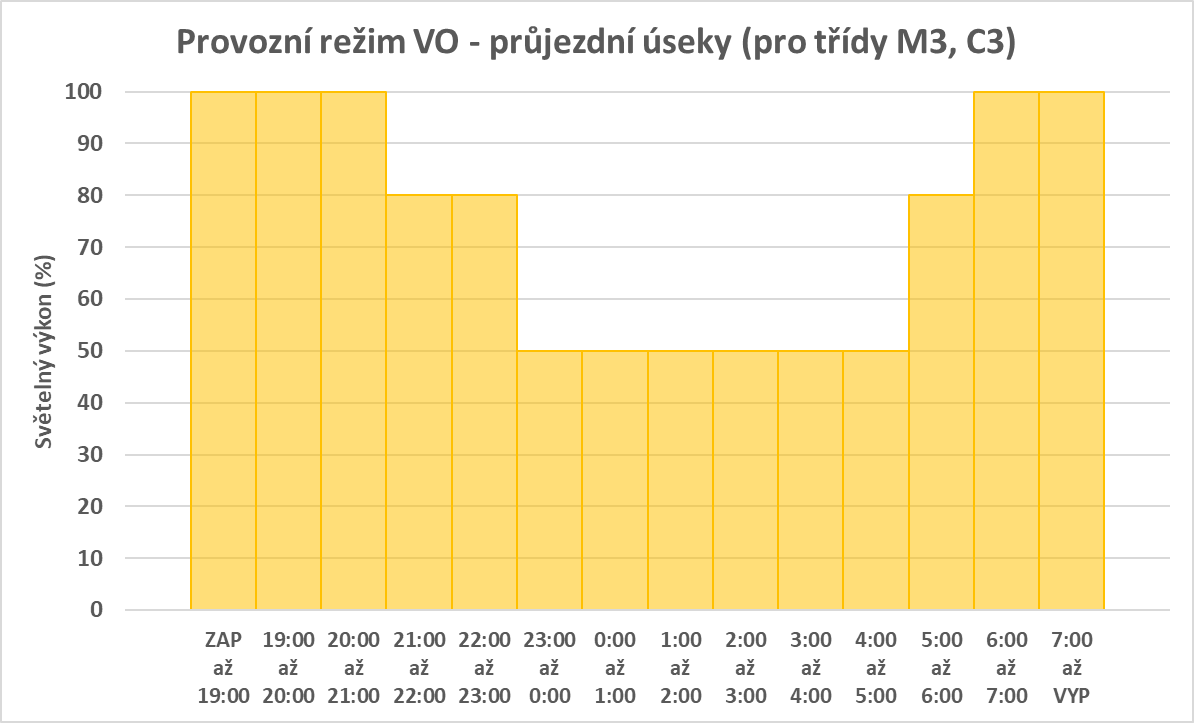 Provozní režim VO - průjezdní úseky (pro třídy M3, C3)
Světelný výkon (%)
100
90
80
70
60
50
40
30
20
10
0
ZAP až 19:00
19:00 až 20:00
20:00 až 21:00
21:00 až 22:00
22:00 až 23:00
23:00 až 0:00
0:00 až 1:00
1:00 až 2:00
2:00 až 3:00
3:00 až 4:00
4:00 až 5:00
5:00 až 6:00
6:00 až 7:00
7:00 až VYP